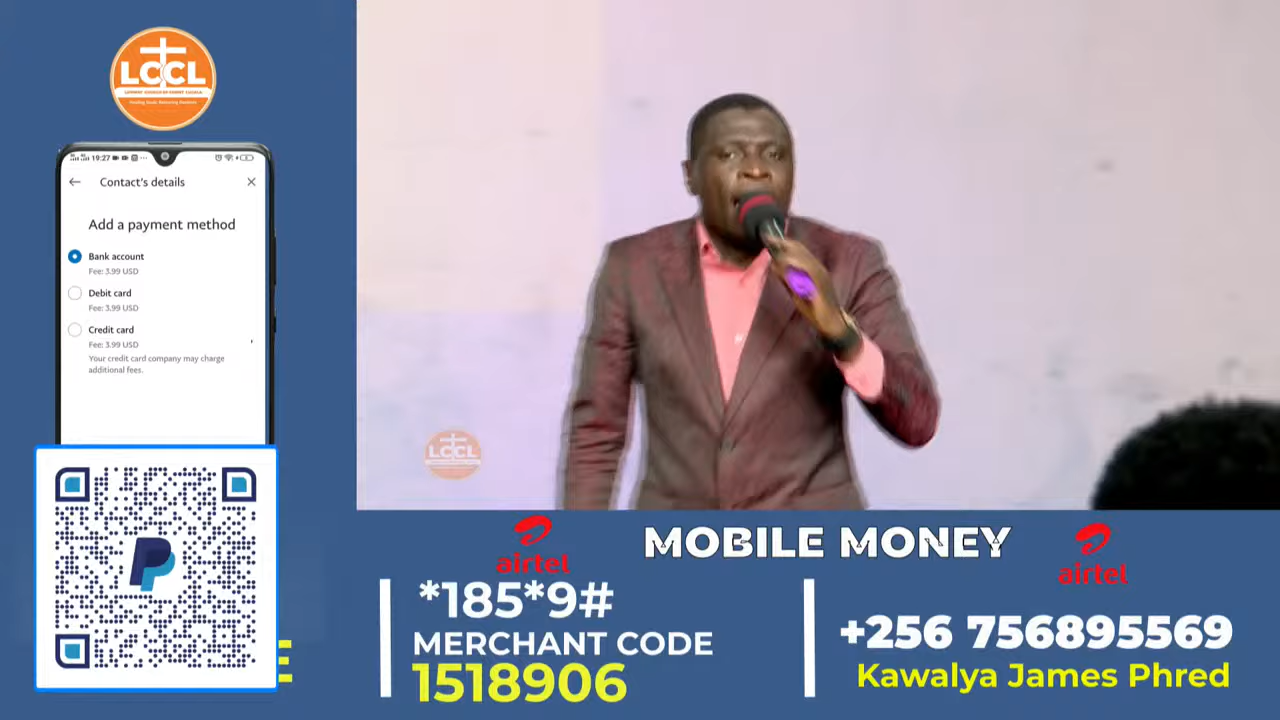 LCCL
19:27
Contact's details
Add a payment method
Bank account
Fee: 3.99 USD
Debit card
Fee: 3.99 USD
Credit card
Fee: 3.99 USD
Your credit card company may charge
additional fees.
LCCL
airtel
MOBILE MONEY
airtel
*185*9#
MERCHANT CODE
1518906
+256 756895569
Kawalya James Phred
E